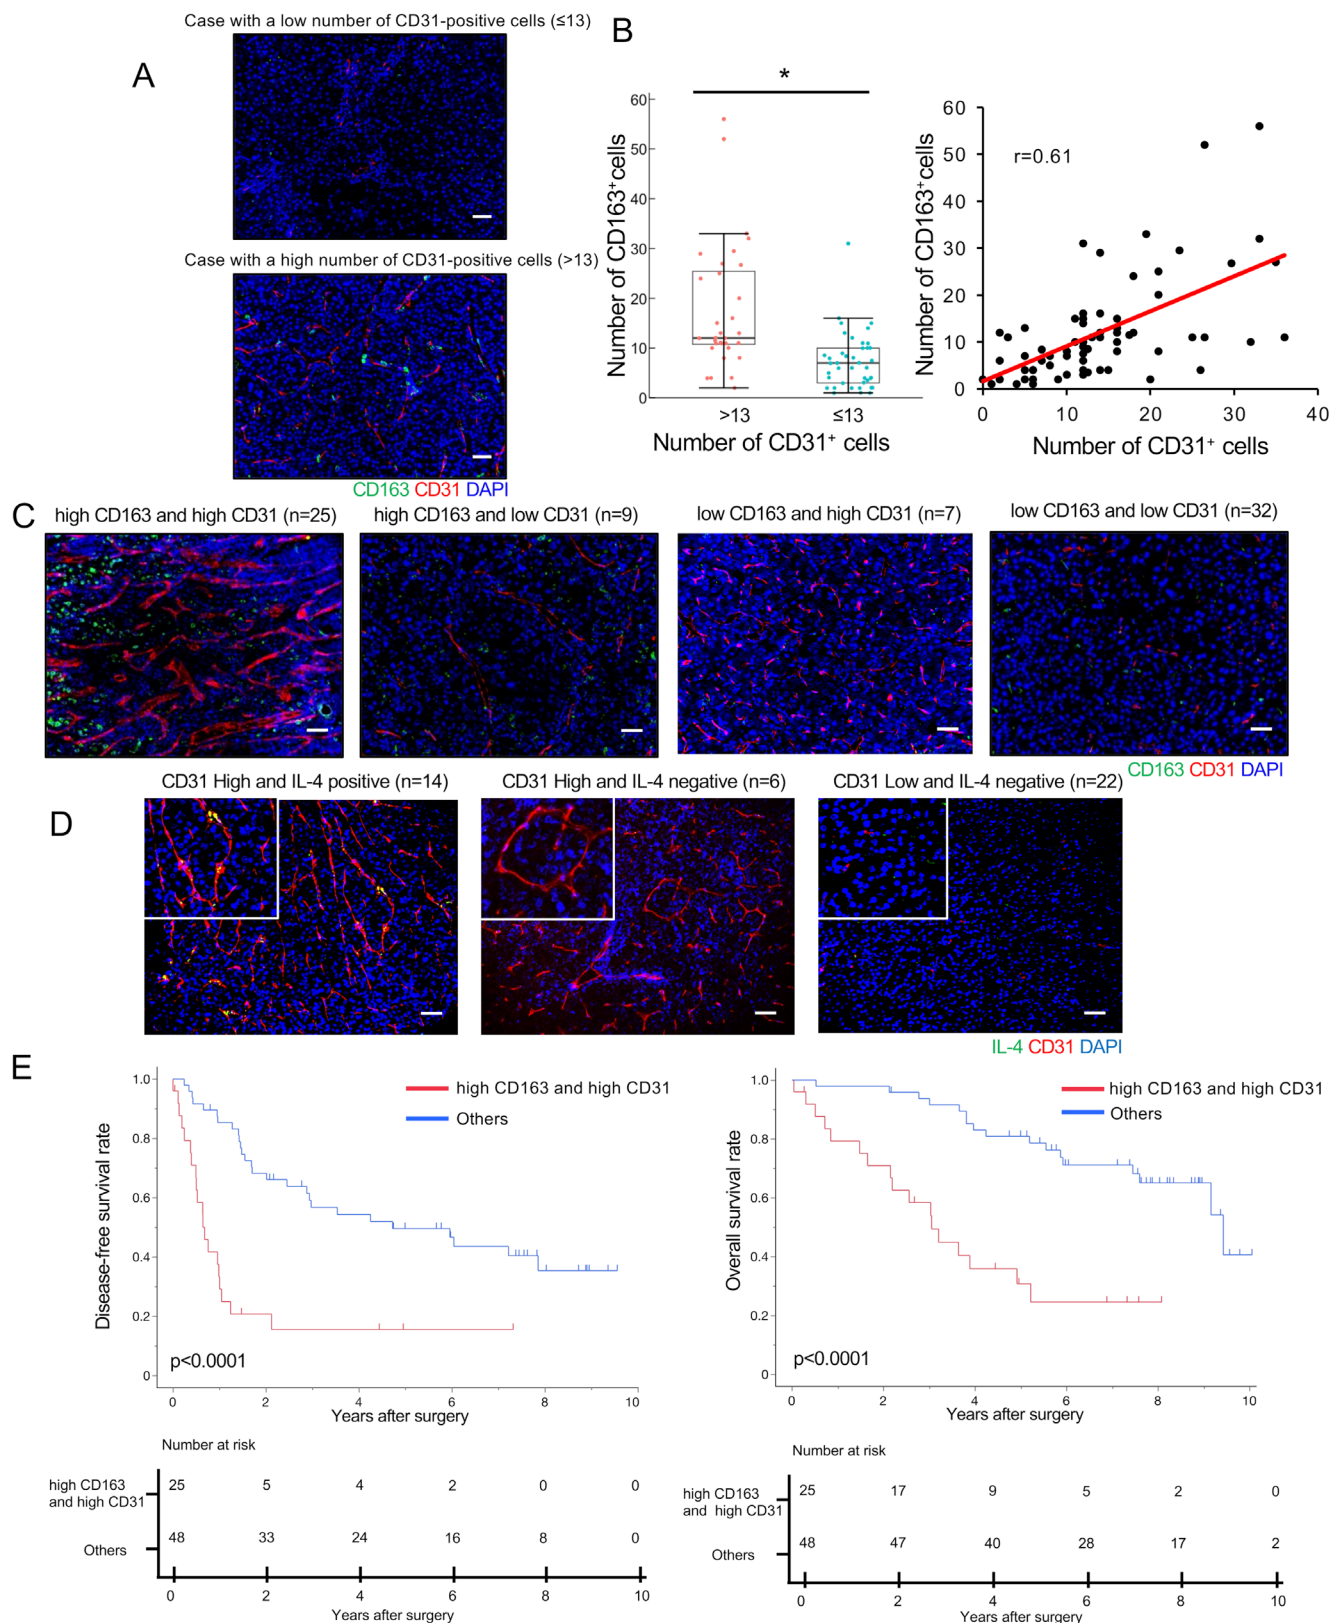 Case with a low number of CD31-positive cells (≤13)
A
Case with a high number of CD31-positive cells (>13)
CD163 CD31 DAPI
B
*
60
50
40
30
20
10
0
Number of CD163⁺cells
>13
≤13
Number of CD31⁺ cells
60
50
40
30
20
10
0
Number of CD163⁺cells
r=0.61
0
10
20
30
40
Number of CD31⁺ cells
C
high CD163 and high CD31 (n=25)
high CD163 and low CD31 (n=9)
low CD163 and high CD31 (n=7)
low CD163 and low CD31 (n=32)
CD163 CD31 DAPI
D
CD31 High and IL-4 positive (n=14)
CD31 High and IL-4 negative (n=6)
CD31 Low and IL-4 negative (n=22)
IL-4 CD31 DAPI
E
1.0
0.8
0.6
0.4
0.2
0
Disease-free survival rate
high CD163 and high CD31
Others
p<0.0001
0 2 4 6 8 10
Years after surgery
Number at risk
high CD163
and high CD31
25 5 4 2 0 0
Others
48 33 24 16 8 0
0 2 4 6 8 10
Years after surgery
1.0
0.8
0.6
0.4
0.2
0
Overall survival rate
high CD163 and high CD31
Others
p<0.0001
0 2 4 6 8 10
Years after surgery
Number at risk
high CD163
and high CD31
25 17 9 5 2 0
Others
48 47 40 28 17 2
0 2 4 6 8 10
Years after surgery